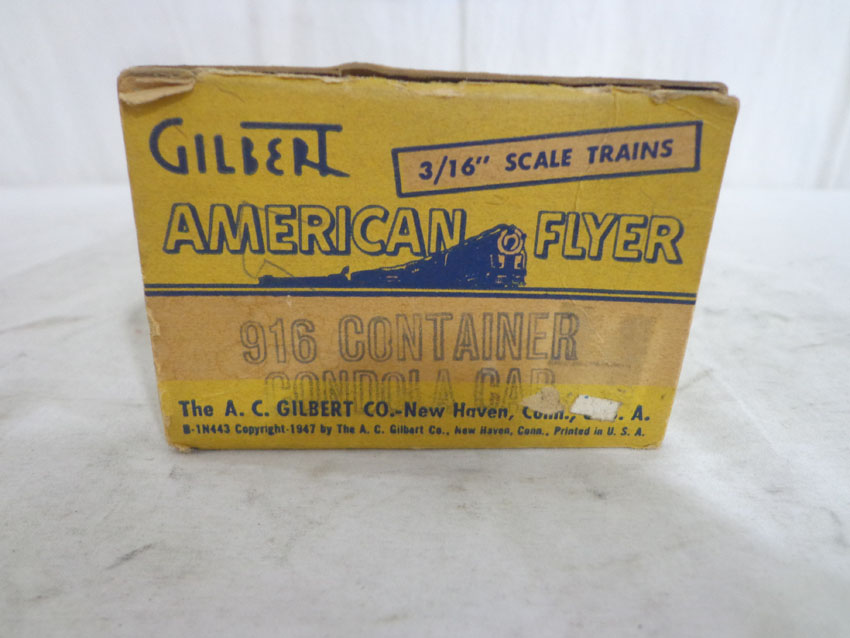 GILBERT
3/16" SCALE TRAINS
AMERICAN FLYER
916 CONTAINER
GONDOLA CAR
The A. C. GILBERT CO.-New Haven, Conn., U. S. A.
B-1N443 Copyright-1947 by The A. C. Gilbert Co., New Haven, Conn., Printed in U. S. A.